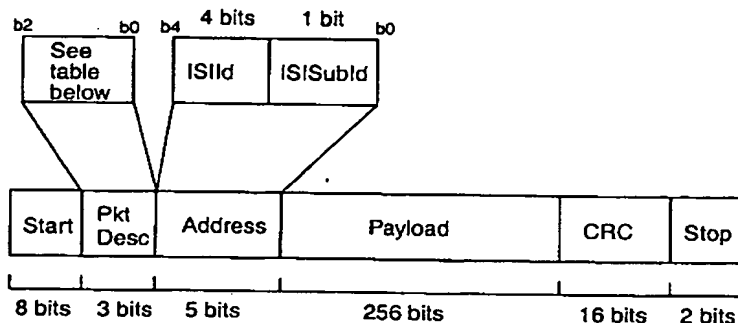 4 bits 1 bit
b2 b0 b4 b0
See
table
below
ISIId ISISubId
Start Pkt
Desc Address Payload CRC Stop
8 bits 3 bits 5 bits 256 bits 16 bits 2 bits